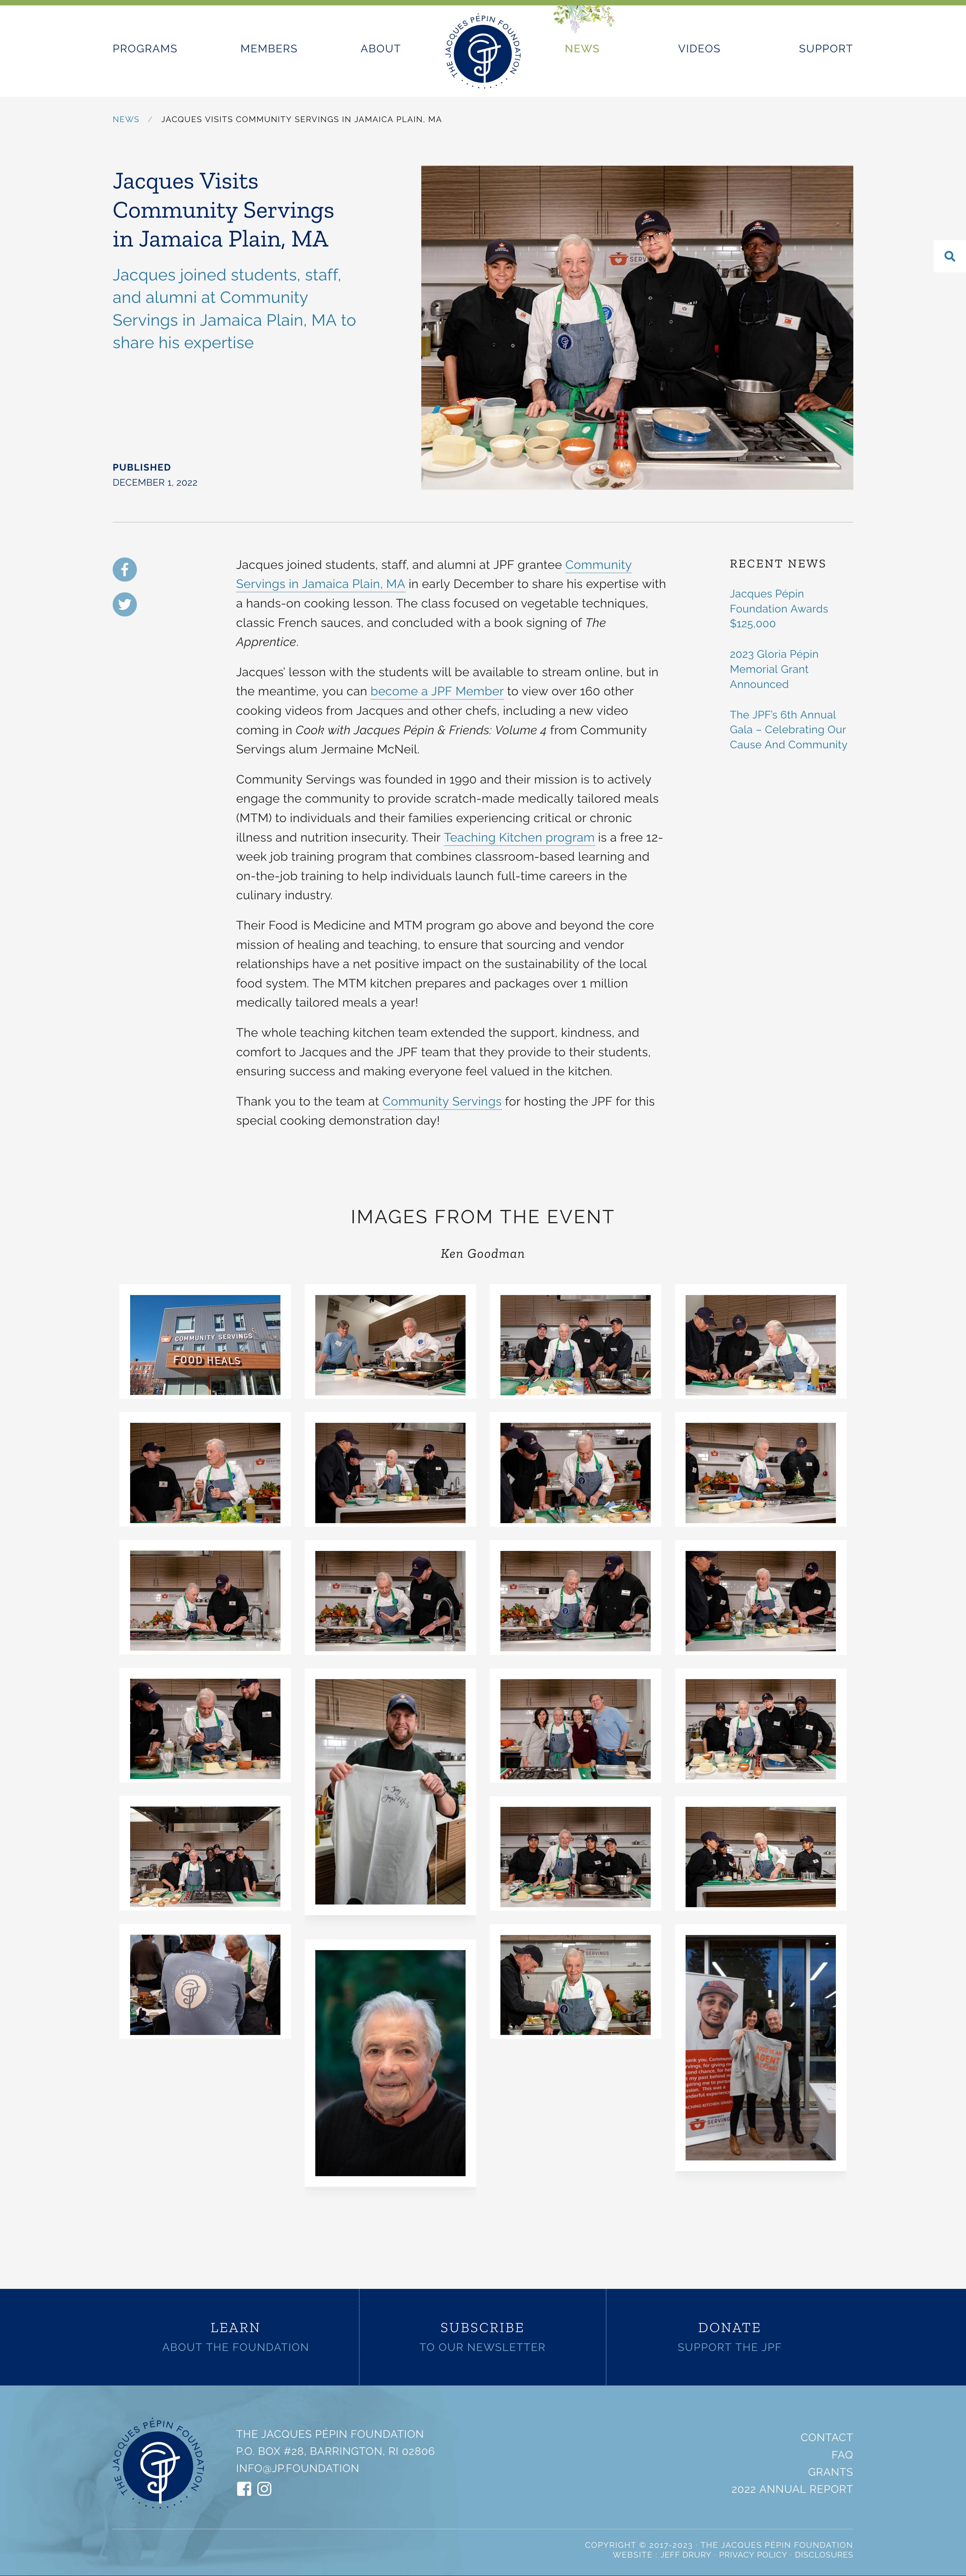 PROGRAMS
MEMBERS
ABOUT
THE JACQUES PÉPIN FOUNDATION
NEWS
VIDEOS
SUPPORT
NEWS / JACQUES VISITS COMMUNITY SERVINGS IN JAMAICA PLAIN, MA
Jacques Visits
Community Servings
in Jamaica Plain, MA
Jacques joined students, staff,
and alumni at Community
Servings in Jamaica Plain, MA to
share his expertise
PUBLISHED
DECEMBER 1, 2022
Jacques joined students, staff, and alumni at JPF grantee Community
Servings in Jamaica Plain, MA in early December to share his expertise with
a hands-on cooking lesson. The class focused on vegetable techniques,
classic French sauces, and concluded with a book signing of The
Apprentice.
Jacques’ lesson with the students will be available to stream online, but in
the meantime, you can become a JPF Member to view over 160 other
cooking videos from Jacques and other chefs, including a new video
coming in Cook with Jacques Pépin & Friends: Volume 4 from Community
Servings alum Jermaine McNeil.
Community Servings was founded in 1990 and their mission is to actively
engage the community to provide scratch-made medically tailored meals
(MTM) to individuals and their families experiencing critical or chronic
illness and nutrition insecurity. Their Teaching Kitchen program is a free 12-
week job training program that combines classroom-based learning and
on-the-job training to help individuals launch full-time careers in the
culinary industry.
Their Food is Medicine and MTM program go above and beyond the core
mission of healing and teaching, to ensure that sourcing and vendor
relationships have a net positive impact on the sustainability of the local
food system. The MTM kitchen prepares and packages over 1 million
medically tailored meals a year!
The whole teaching kitchen team extended the support, kindness, and
comfort to Jacques and the JPF team that they provide to their students,
ensuring success and making everyone feel valued in the kitchen.
Thank you to the team at Community Servings for hosting the JPF for this
special cooking demonstration day!
RECENT NEWS
Jacques Pépin
Foundation Awards
$125,000
2023 Gloria Pépin
Memorial Grant
Announced
The JPF’s 6th Annual
Gala – Celebrating Our
Cause And Community
IMAGES FROM THE EVENT
Ken Goodman
COMMUNITY SERVINGS
FOOD HEALS
LEARN
ABOUT THE FOUNDATION
SUBSCRIBE
TO OUR NEWSLETTER
DONATE
SUPPORT THE JPF
THE JACQUES PÉPIN FOUNDATION
THE JACQUES PÉPIN FOUNDATION
P.O. BOX #28, BARRINGTON, RI 02806
INFO@JP.FOUNDATION
CONTACT
FAQ
GRANTS
2022 ANNUAL REPORT
COPYRIGHT © 2017-2023 · THE JACQUES PÉPIN FOUNDATION
WEBSITE : JEFF DRURY · PRIVACY POLICY · DISCLOSURES